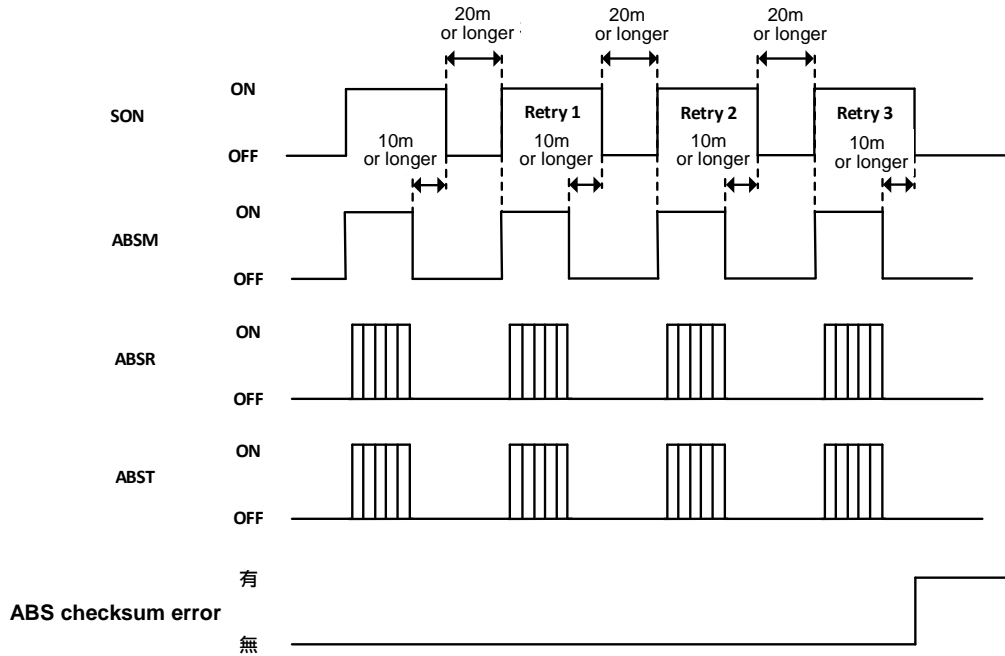 20m
or longer
20m
or longer
20m
or longer
SON
ON
OFF
Retry 1
Retry 2
Retry 3
10m
or longer
10m
or longer
10m
or longer
10m
or longer
ABSM
ON
OFF
ABSR
ON
OFF
ABST
ON
OFF
ABS checksum error
有
無